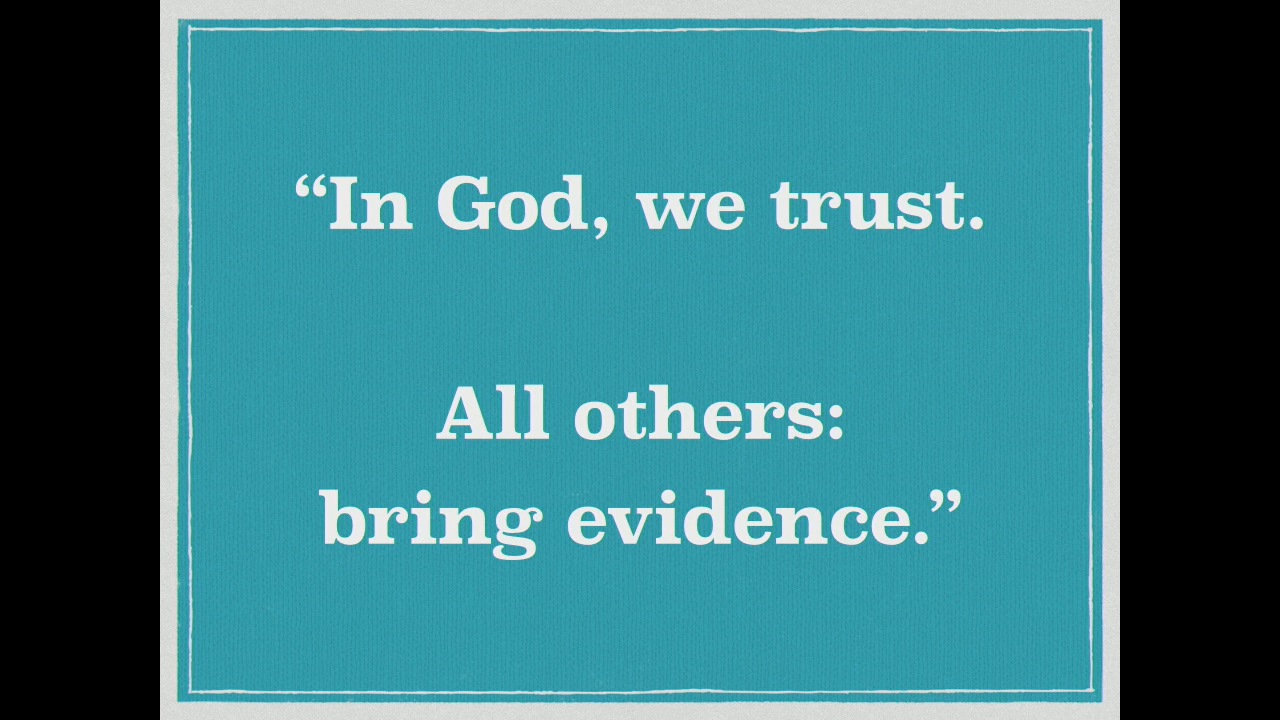 “In God, we trust.
All others:
bring evidence.”